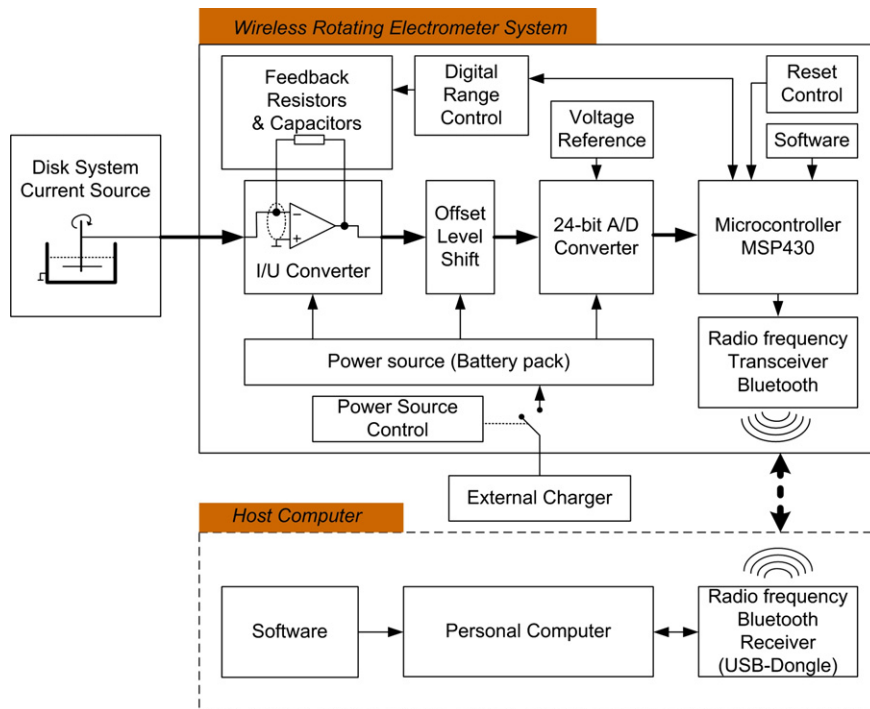 Wireless Rotating Electrometer System
Feedback
Resistors
& Capacitors
Digital
Range
Control
Reset
Control
Voltage
Reference
Software
Disk System
Current Source
I/U Converter
Offset
Level
Shift
24-bit A/D
Converter
Microcontroller
MSP430
Power source (Battery pack)
Radio frequency
Transceiver
Bluetooth
Power Source
Control
External Charger
Host Computer
Software
Personal Computer
Radio frequency
Bluetooth
Receiver
(USB-Dongle)